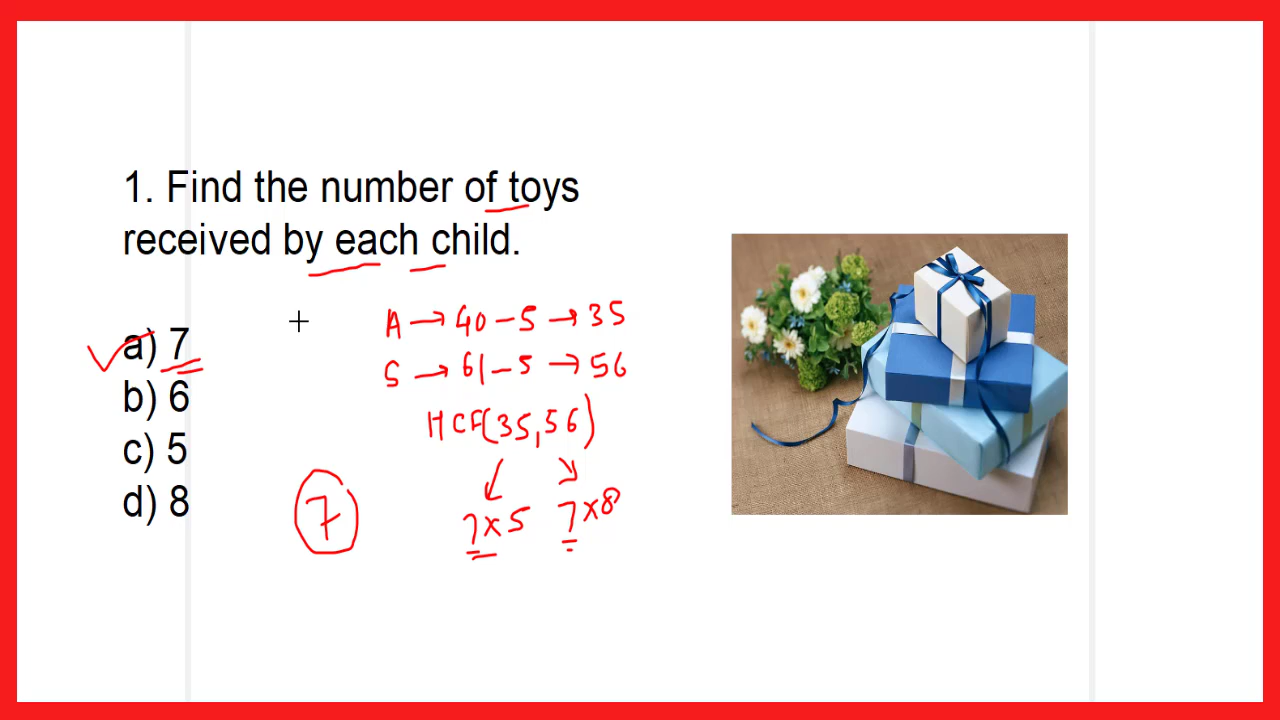 1. Find the number of toys
received by each child.
a) 7
b) 6
c) 5
d) 8
A → 40 - 5 → 35
S → 61 - 5 → 56
HCF(35,56)
7×5 7×8
7